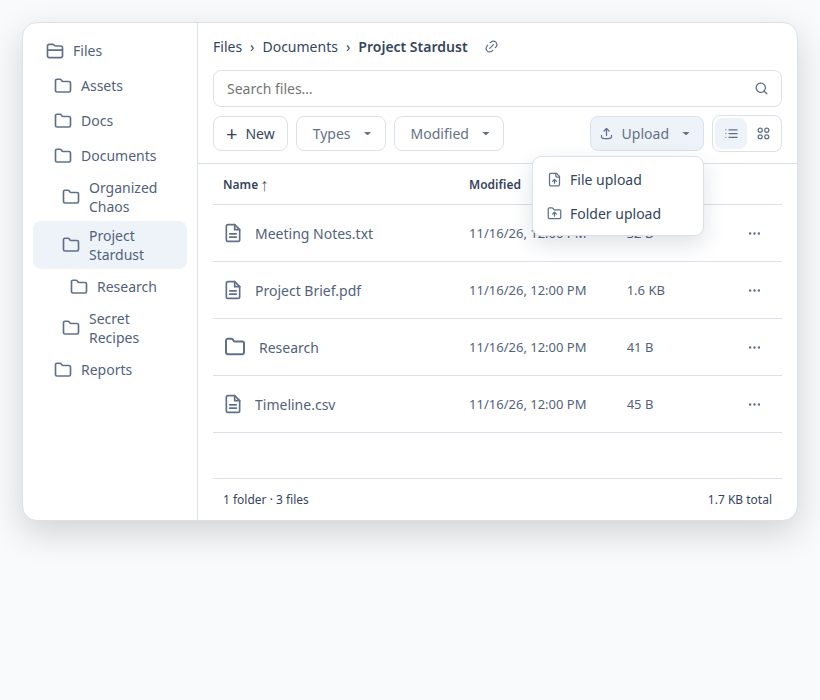 Files
Assets
Docs
Documents
Organized
Chaos
Project
Stardust
Research
Secret
Recipes
Reports
Files › Documents › Project Stardust
Search files...
+ New Types Modified Upload
File upload
Folder upload
Name ↑ Modified
Meeting Notes.txt 11/16/26,
Project Brief.pdf 11/16/26, 12:00 PM 1.6 KB
Research 11/16/26, 12:00 PM 41 B
Timeline.csv 11/16/26, 12:00 PM 45 B
1 folder · 3 files 1.7 KB total